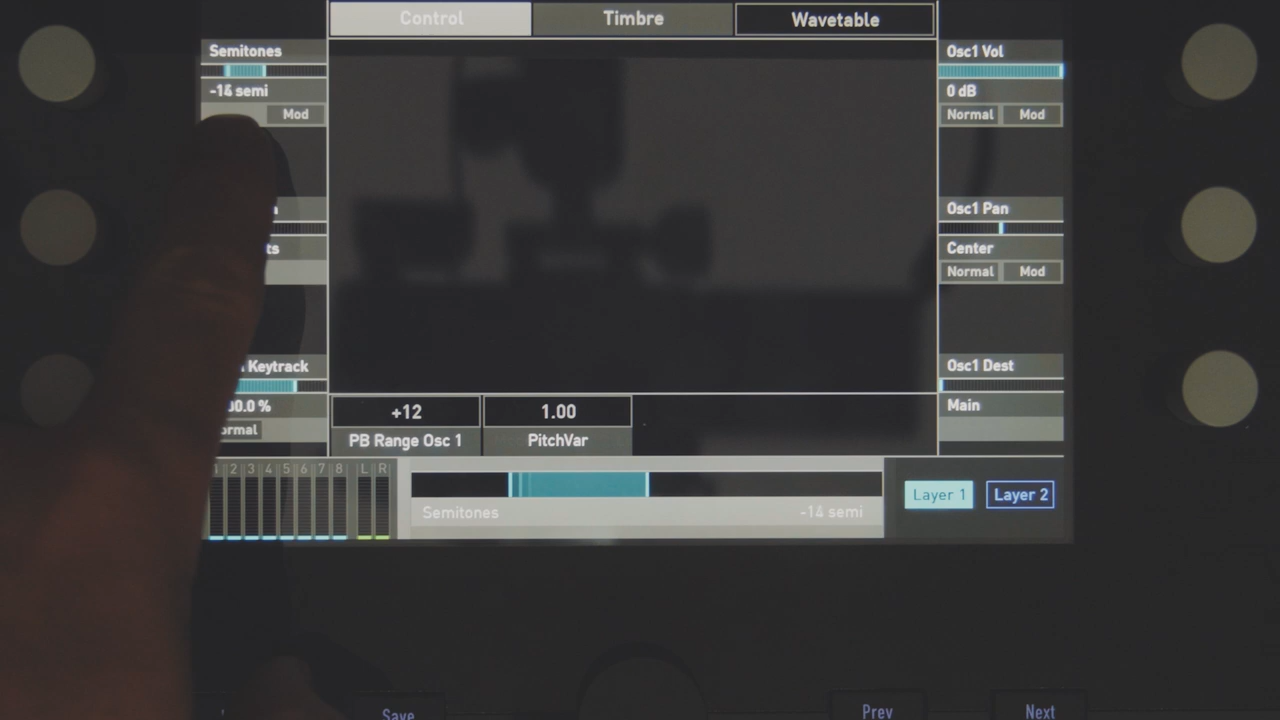 Control
Timbre
Wavetable
Semitones
-14 semi
Mod
Keytrack
Osc1 Vol
0 dB
Normal
Mod
Osc1 Pan
Center
Normal
Mod
Osc1 Dest
Main
+12
PB Range Osc 1
1.00
PitchVar
1 2 3 4 5 6 7 8 L R
Semitones
-14 semi
Layer 1
Layer 2
Save
Prev
Next